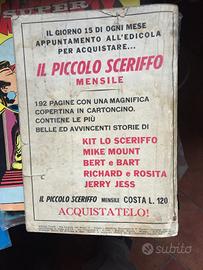 SUPER
IL GIORNO 15 DI OGNI MESE
APPUNTAMENTO ALL'EDICOLA
PER ACQUISTARE...
IL PICCOLO SCERIFFO
MENSILE
192 PAGINE CON UNA MAGNIFICA
COPERTINA IN CARTONCINO.
CONTIENE LE PIÙ
BELLE ED AVVINCENTI STORIE DI
KIT LO SCERIFFO
MIKE MOUNT
BERT e BART
RICHARD e ROSITA
JERRY JESS
IL PICCOLO SCERIFFO MENSILE COSTA L. 120
ACQUISTATELO!
subito